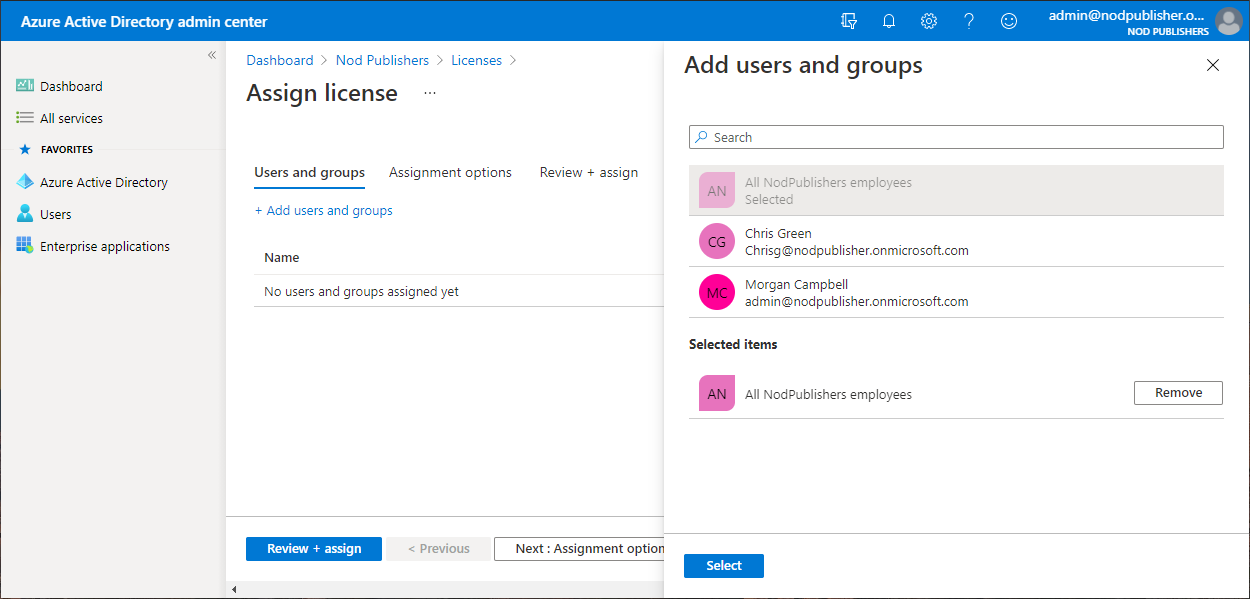 Azure Active Directory admin center
admin@nodpublisher.o...
NOD PUBLISHERS
«
Dashboard
All services
FAVORITES
Azure Active Directory
Users
Enterprise applications
Dashboard > Nod Publishers > Licenses >
Assign license ...
Users and groups Assignment options Review + assign
+ Add users and groups
Name
No users and groups assigned yet
Review + assign < Previous Next : Assignment option
Add users and groups
Search
AN
All NodPublishers employees
Selected
CG
Chris Green
Chrisg@nodpublisher.onmicrosoft.com
MC
Morgan Campbell
admin@nodpublisher.onmicrosoft.com
Selected items
AN
All NodPublishers employees
Remove
Select